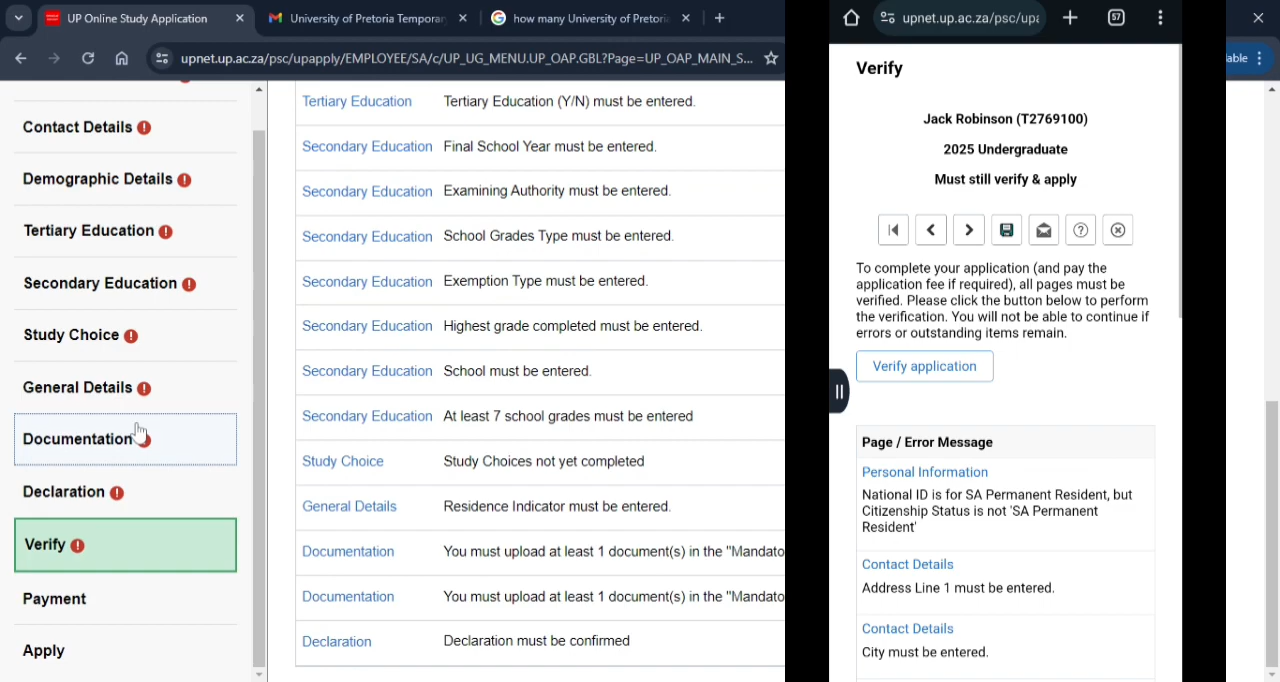 UP Online Study Application
University of Pretoria Temporar
how many University of Pretoria
upnet.up.ac.za/psc/upapply/EMPLOYEE/SA/c/UP_UG_MENU.UP_OAP.GBL?Page=UP_OAP_MAIN_S...
Contact Details
Demographic Details
Tertiary Education
Secondary Education
Study Choice
General Details
Documentation
Declaration
Verify
Payment
Apply
Tertiary Education Tertiary Education (Y/N) must be entered.
Secondary Education Final School Year must be entered.
Secondary Education Examining Authority must be entered.
Secondary Education School Grades Type must be entered.
Secondary Education Exemption Type must be entered.
Secondary Education Highest grade completed must be entered.
Secondary Education School must be entered.
Secondary Education At least 7 school grades must be entered
Study Choice Study Choices not yet completed
General Details Residence Indicator must be entered.
Documentation You must upload at least 1 document(s) in the "Mandato
Documentation You must upload at least 1 document(s) in the "Mandato
Declaration Declaration must be confirmed
upnet.up.ac.za/psc/upa
57
Verify
Jack Robinson (T2769100)
2025 Undergraduate
Must still verify & apply
To complete your application (and pay the
application fee if required), all pages must be
verified. Please click the button below to perform
the verification. You will not be able to continue if
errors or outstanding items remain.
Verify application
Page / Error Message
Personal Information
National ID is for SA Permanent Resident, but
Citizenship Status is not 'SA Permanent
Resident'
Contact Details
Address Line 1 must be entered.
Contact Details
City must be entered.
able